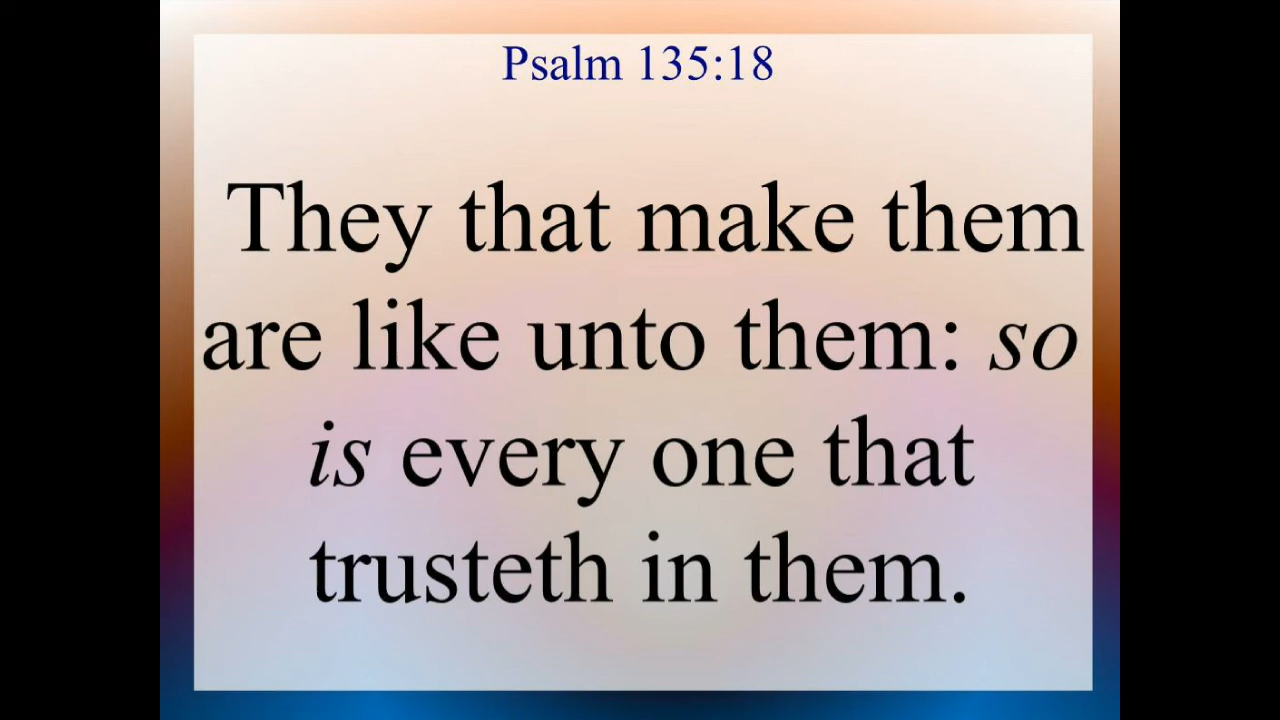 Psalm 135:18
They that make them
are like unto them: so
is every one that
trusteth in them.